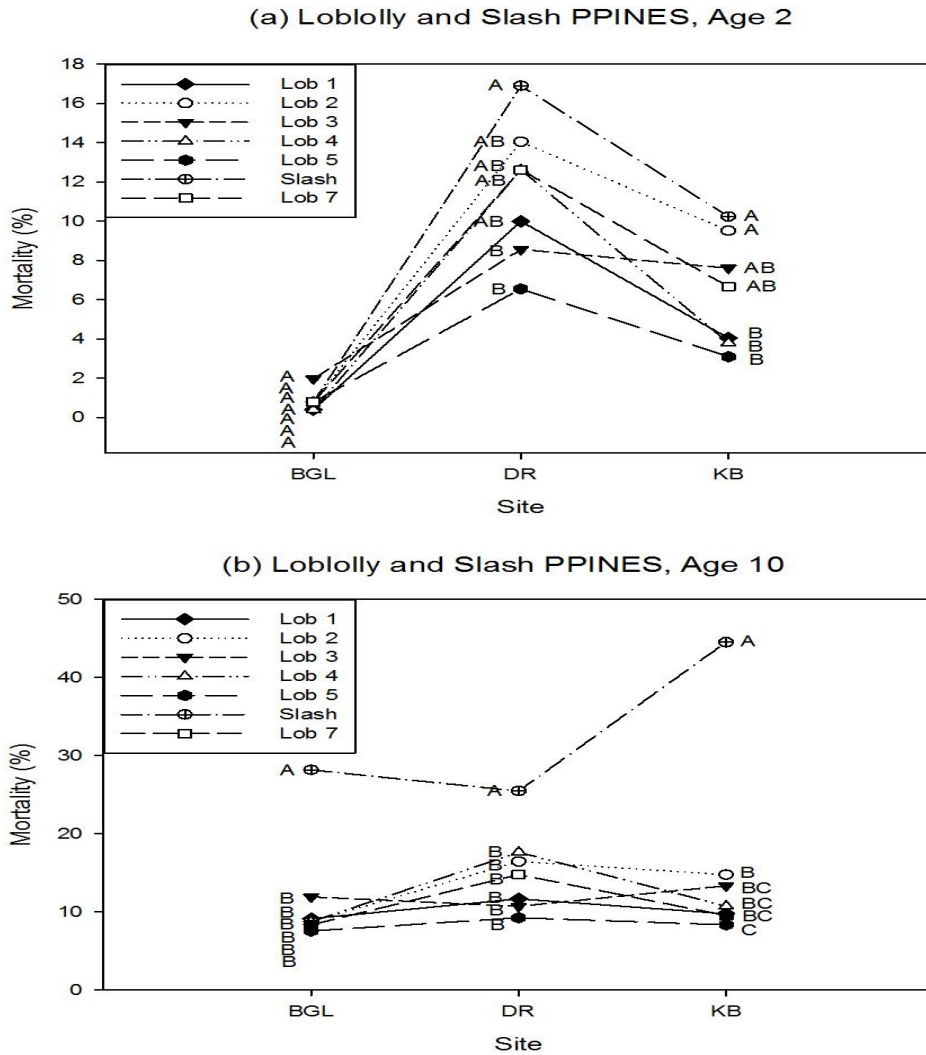 (a) Loblolly and Slash PPINES, Age 2
Mortality (%)
18
16
14
12
10
8
6
4
2
0
Lob 1
Lob 2
Lob 3
Lob 4
Lob 5
Slash
Lob 7
A
A
A
A
A
A
A
A
AB
AB
AB
AB
B
B
A
A
AB
AB
B
B
B
BGL
DR
KB
Site
(b) Loblolly and Slash PPINES, Age 10
Mortality (%)
50
40
30
20
10
0
Lob 1
Lob 2
Lob 3
Lob 4
Lob 5
Slash
Lob 7
A
B
B
B
B
B
B
A
B
B
B
B
B
B
A
B
BC
BC
BC
C
BGL
DR
KB
Site